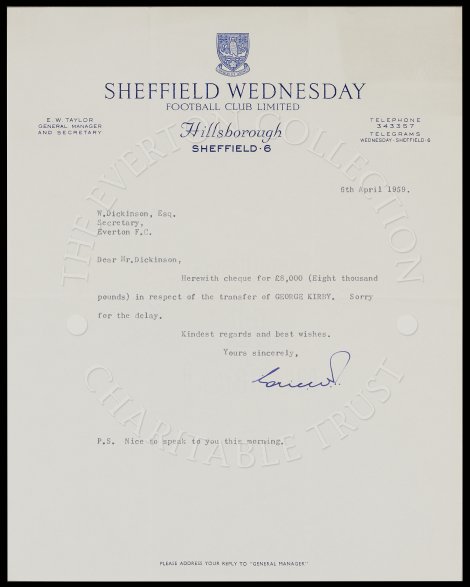 SHEFFIELD WEDNESDAY
FOOTBALL CLUB LIMITED
E. W. TAYLOR
GENERAL MANAGER
AND SECRETARY
Hillsborough
SHEFFIELD·6
TELEPHONE
343367
TELEGRAMS
WEDNESDAY·SHEFFIELD·6
6th April 1959.
W.Dickinson, Esq.
Secretary,
Everton F.C.
Dear Mr.Dickinson,
Herewith cheque for £8,000 (Eight thousand
pounds) in respect of the transfer of GEORGE KIRBY. Sorry
for the delay.
Kindest regards and best wishes.
Yours sincerely,
P.S. Nice to speak to you this morning.
PLEASE ADDRESS YOUR REPLY TO "GENERAL MANAGER"
THE EVERTON COLLECTION
CHARITABLE TRUST